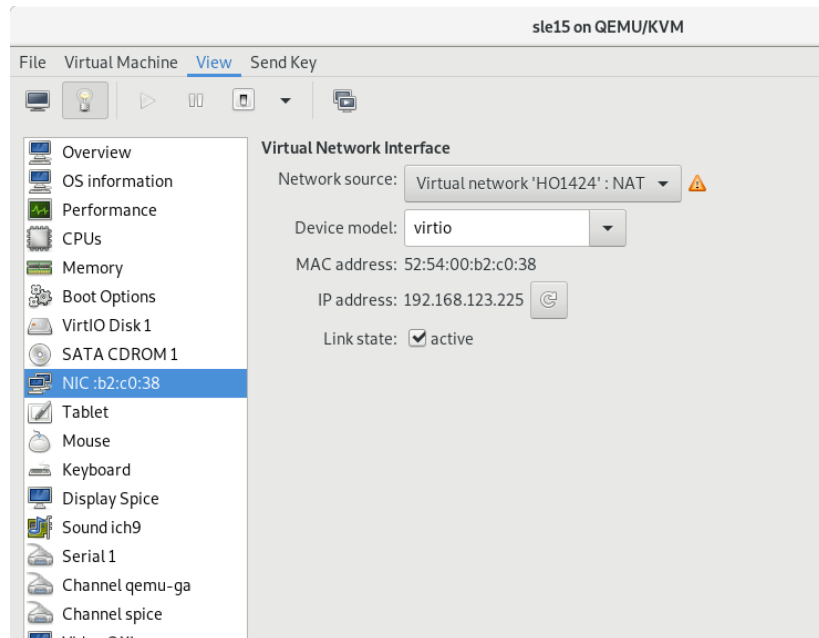 sle15 on QEMU/KVM
File Virtual Machine View Send Key
Overview
OS information
Performance
CPUs
Memory
Boot Options
VirtIO Disk 1
SATA CDROM 1
NIC :b2:c0:38
Tablet
Mouse
Keyboard
Display Spice
Sound ich9
Serial 1
Channel qemu-ga
Channel spice
Virtual Network Interface
Network source: Virtual network 'HO1424' : NAT
Device model: virtio
MAC address: 52:54:00:b2:c0:38
IP address: 192.168.123.225
Link state: active